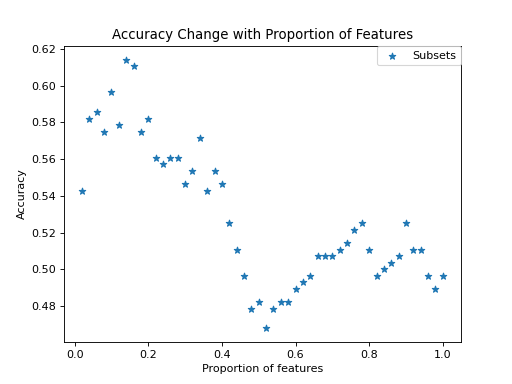 Accuracy Change with Proportion of Features
Subsets
0.62
0.60
0.58
0.56
0.54
0.52
0.50
0.48
Accuracy
0.0 0.2 0.4 0.6 0.8 1.0
Proportion of features